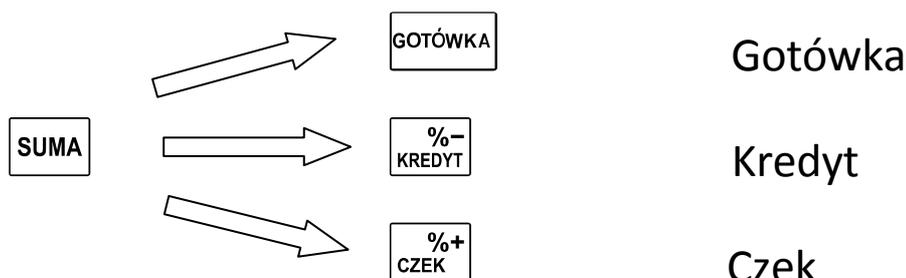 GOTÓWKA Gotówka
SUMA
%− Kredyt
KREDYT
%+
CZEK Czek